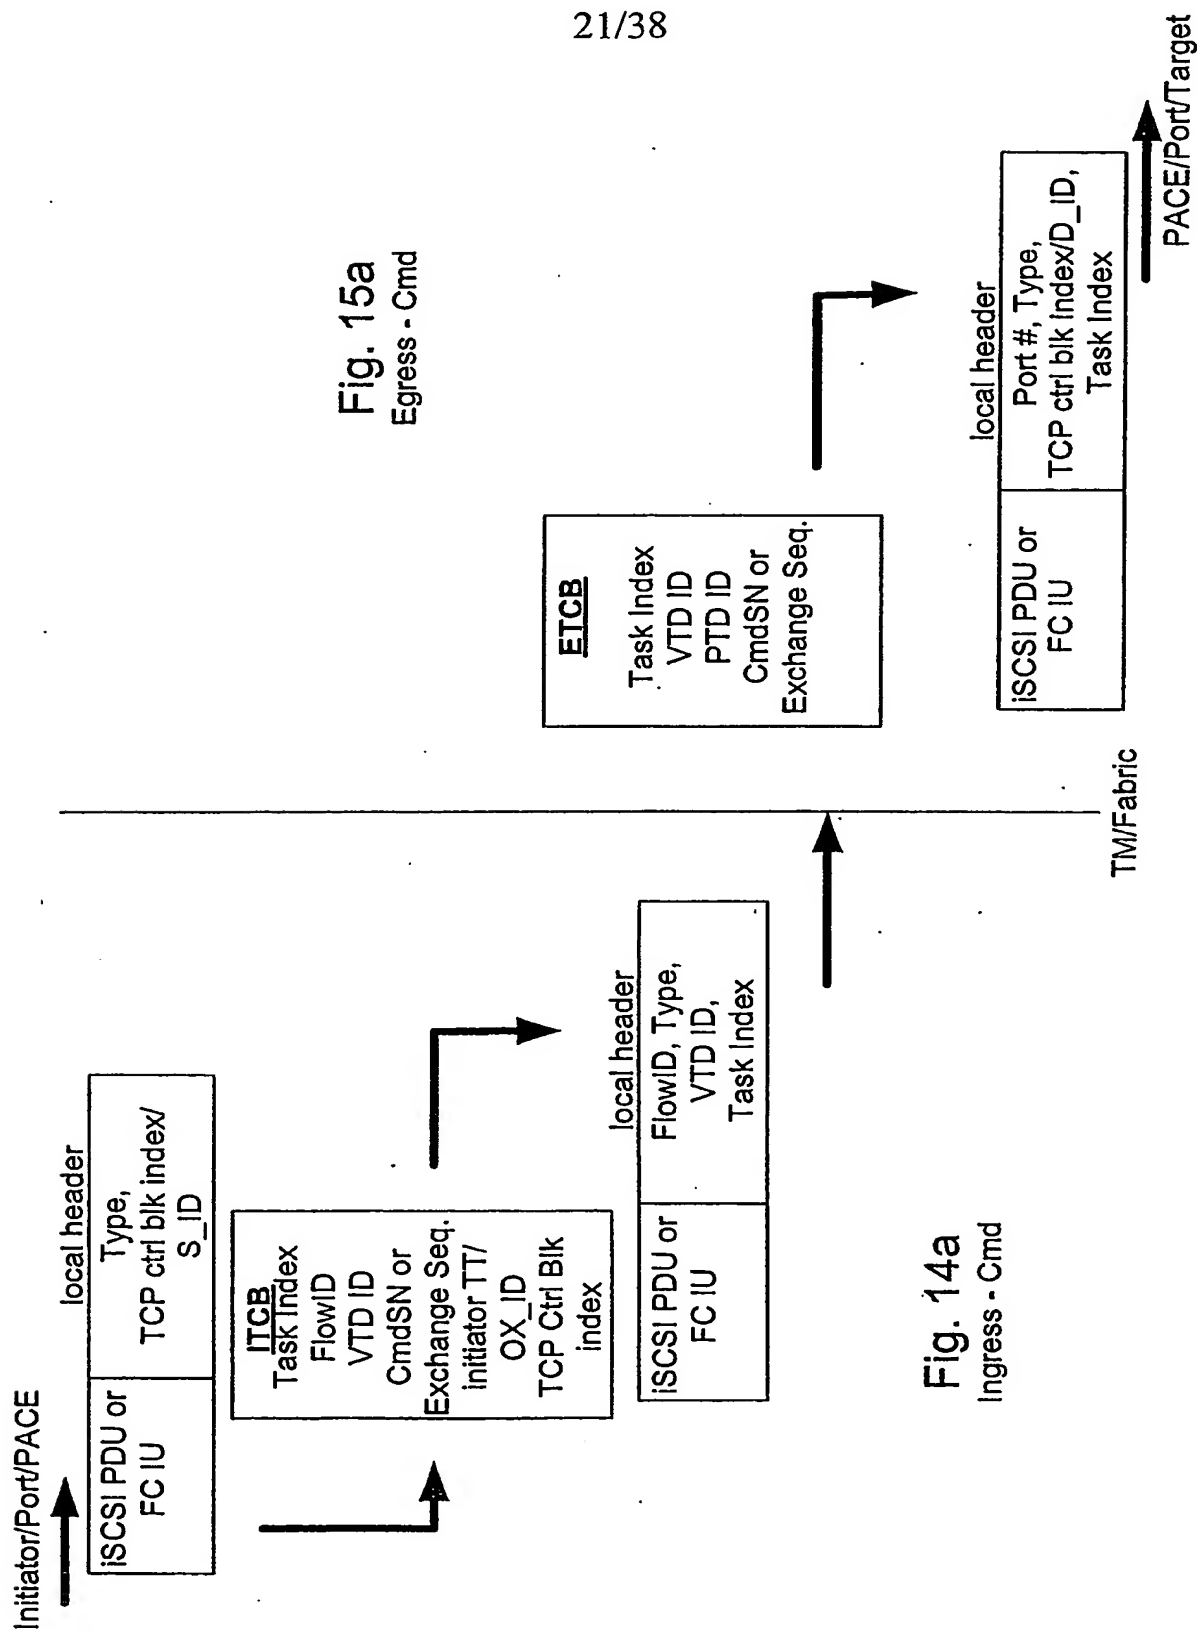 21/38
Initiator/Port/PACE
local header
iSCSI PDU or
FC IU
Type,
TCP ctrl blk index/
S_ID
ITCB
Task Index
FlowID
VTD ID
CmdSN or
Exchange Seq.
initiator TT/
OX_ID
TCP Ctrl Blk
index
local header
iSCSI PDU or
FC IU
FlowID, Type,
VTD ID,
Task Index
Fig. 14a
Ingress - Cmd
TM/Fabric
Fig. 15a
Egress - Cmd
ETCB
Task Index
VTD ID
PTD ID
CmdSN or
Exchange Seq.
local header
iSCSI PDU or
FC IU
Port #, Type,
TCP ctrl blk Index/D_ID,
Task Index
PACE/Port/Target